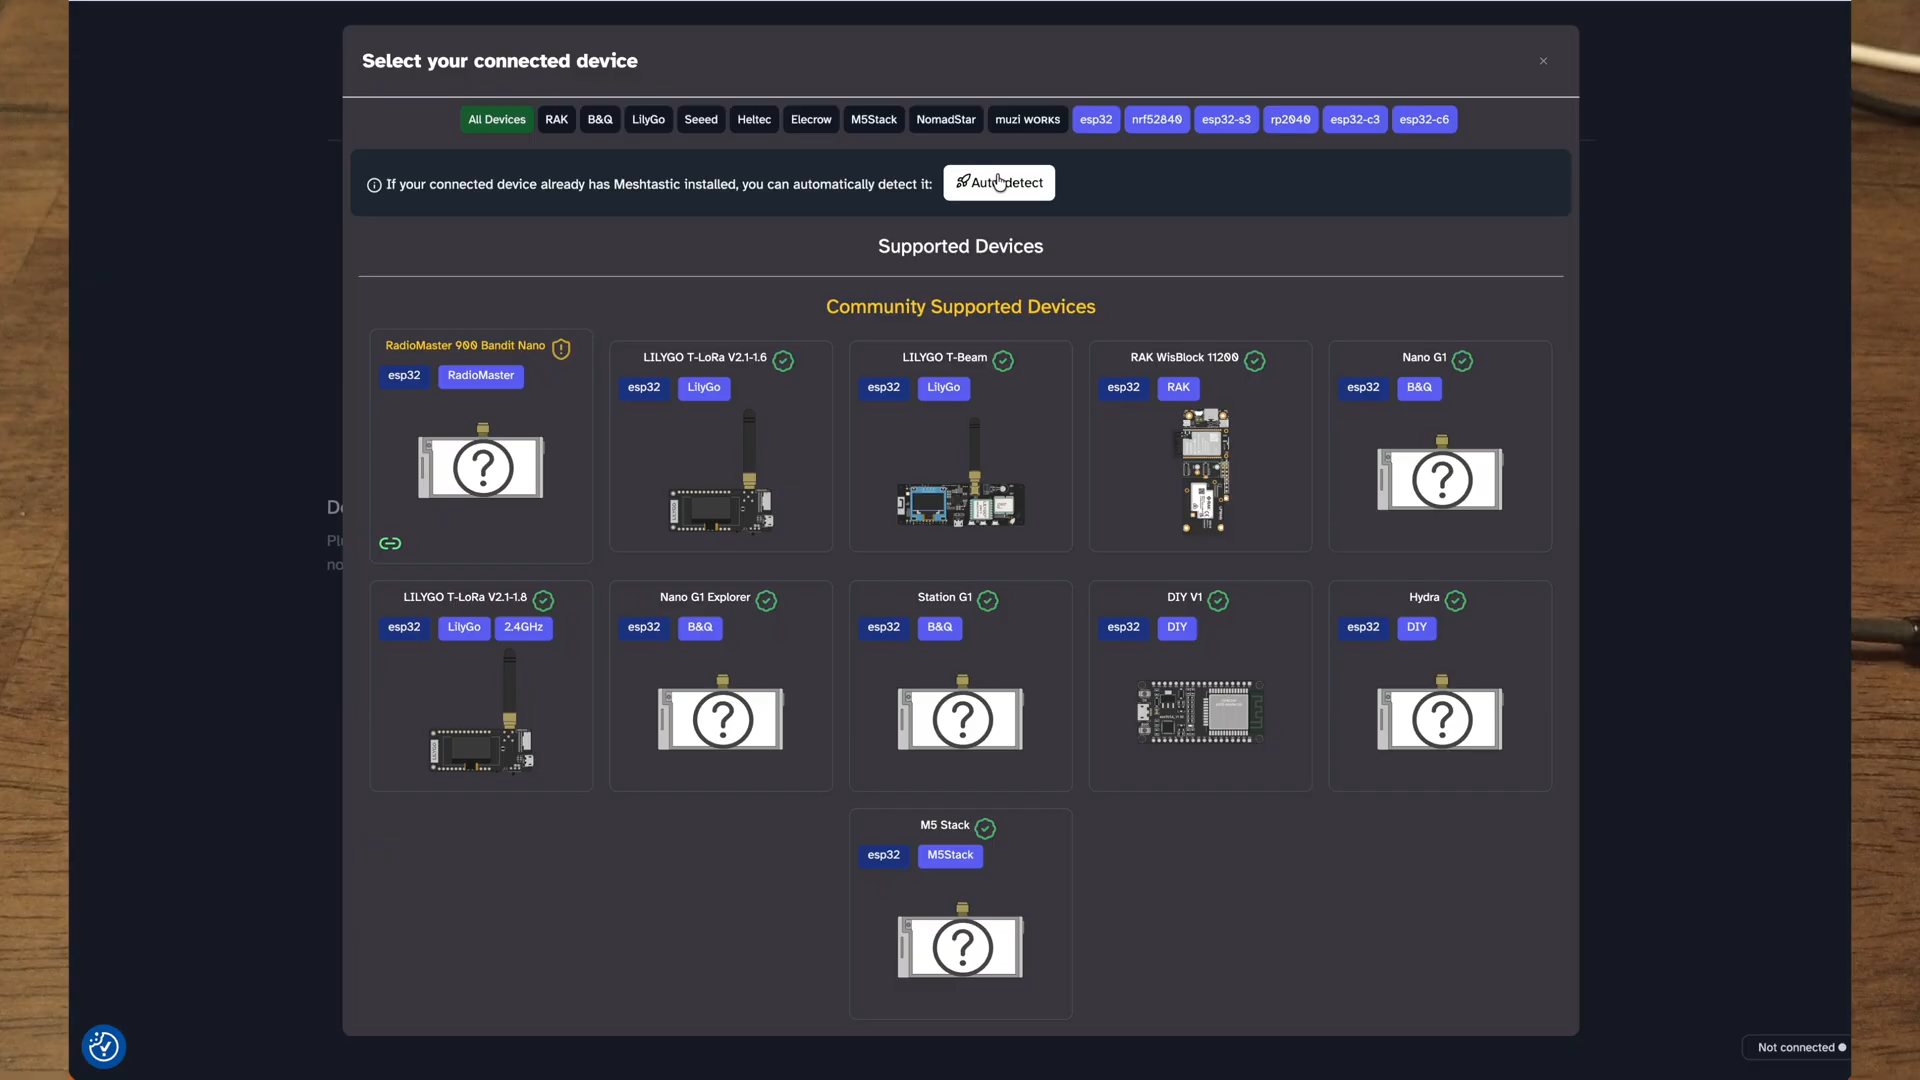 Select your connected device
All Devices RAK B&Q LilyGo Seeed Heltec Elecrow M5Stack NomadStar muzi works esp32 nrf52840 esp32-s3 rp2040 esp32-c3 esp32-c6
If your connected device already has Meshtastic installed, you can automatically detect it: Auto detect
Supported Devices
Community Supported Devices
RadioMaster 900 Bandit Nano
esp32 RadioMaster
LILYGO T-LoRa V2.1-1.6
esp32 LilyGo
LILYGO T-Beam
esp32 LilyGo
RAK WisBlock 11200
esp32 RAK
Nano G1
esp32 B&Q
LILYGO T-LoRa V2.1-1.8
esp32 LilyGo 2.4GHz
Nano G1 Explorer
esp32 B&Q
Station G1
esp32 B&Q
DIY V1
esp32 DIY
Hydra
esp32 DIY
M5 Stack
esp32 M5Stack
Not connected